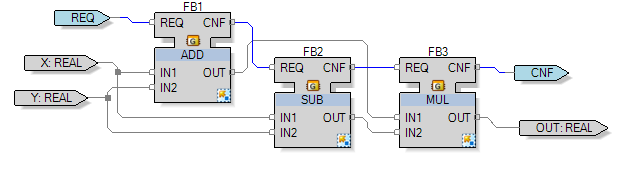 FB1
REQ
REQ CNF
G
ADD
FB2
FB3
X: REAL
IN1 OUT
REQ CNF
REQ CNF
CNF
IN2
G
G
Y: REAL
SUB
MUL
IN1 OUT
IN1 OUT
OUT: REAL
IN2
IN2